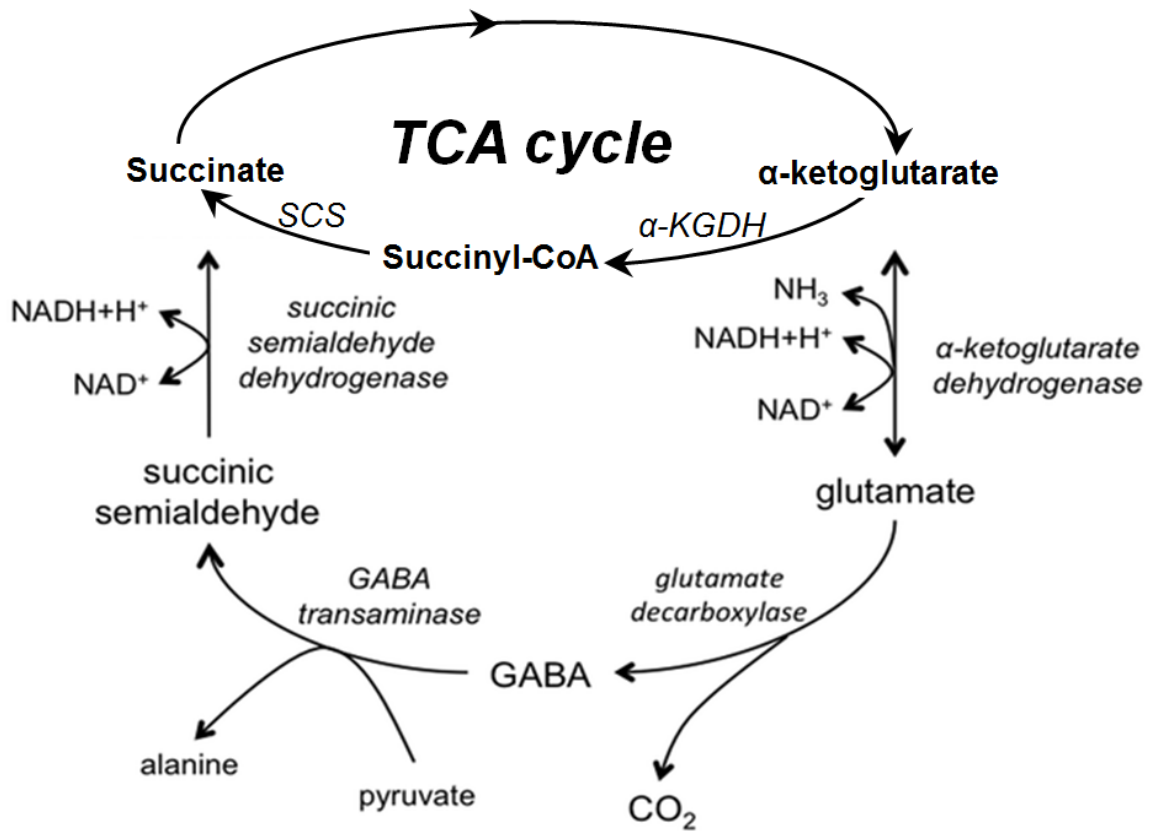 TCA cycle
Succinate
α-ketoglutarate
SCS
α-KGDH
Succinyl-CoA
NADH+H⁺
NAD⁺
succinic
semialdehyde
dehydrogenase
NH₃
NADH+H⁺
NAD⁺
α-ketoglutarate
dehydrogenase
succinic
semialdehyde
glutamate
GABA
transaminase
glutamate
decarboxylase
GABA
alanine
pyruvate
CO₂